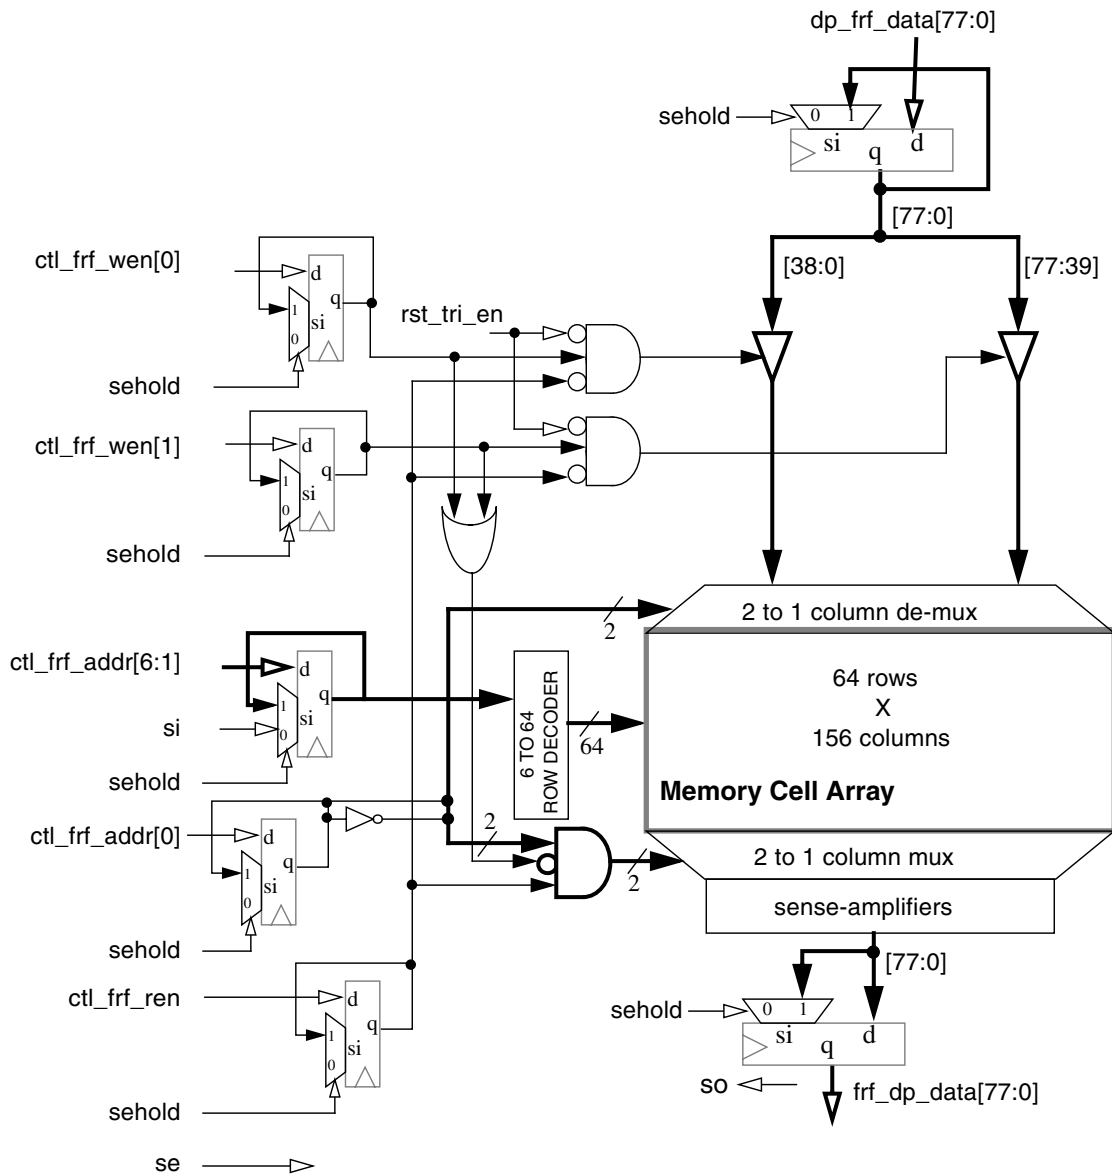 dp_frf_data[77:0]
sehold
0 1
si
d
q
[77:0]
[38:0]
[77:39]
ctl_frf_wen[0]
d
q
1
si
0
sehold
rst_tri_en
ctl_frf_wen[1]
d
q
1
si
0
sehold
2 to 1 column de-mux
2
ctl_frf_addr[6:1]
d
q
1
si
0
si
sehold
6 TO 64
ROW DECODER
64
64 rows
X
156 columns
Memory Cell Array
ctl_frf_addr[0]
d
q
1
si
0
sehold
2
2
2 to 1 column mux
sense-amplifiers
[77:0]
ctl_frf_ren
d
q
1
si
0
sehold
sehold
0 1
si
d
q
so
frf_dp_data[77:0]
se